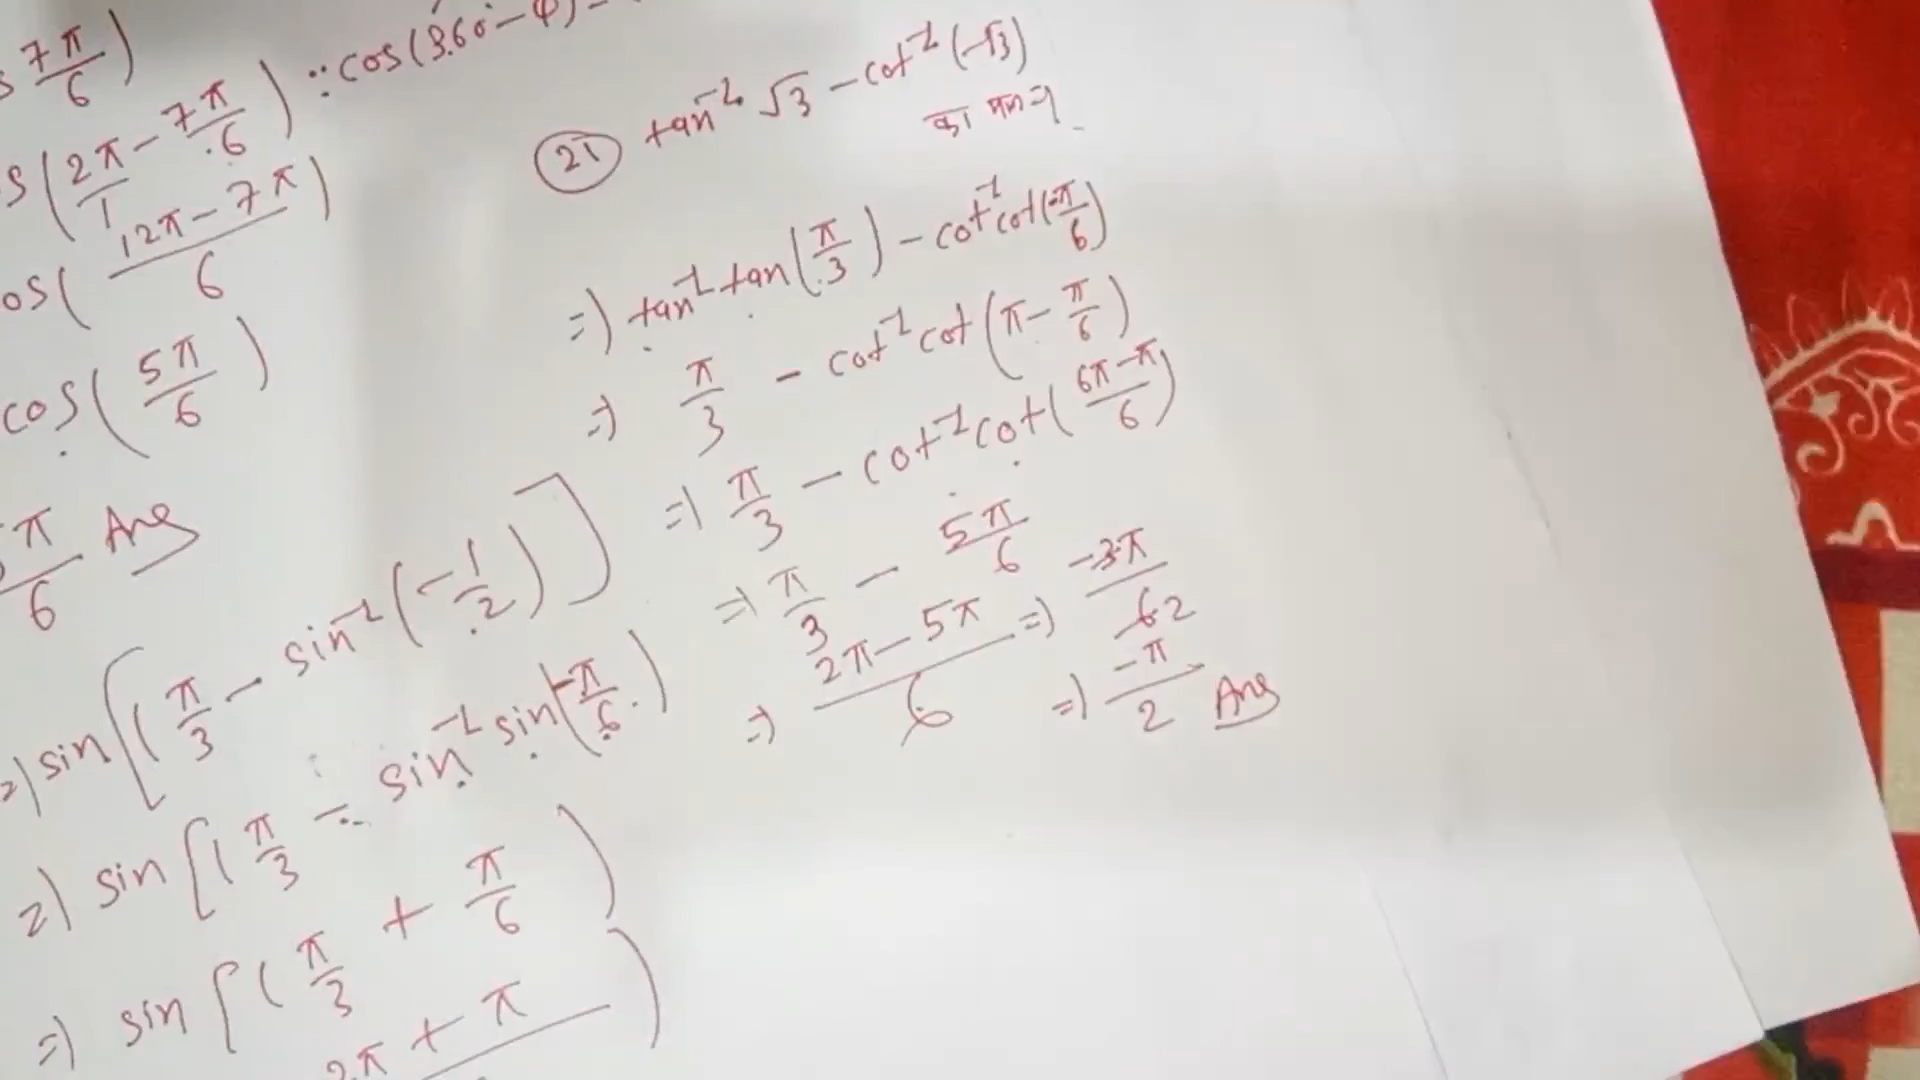 7π/6)
∵ cos(360-
s(2π/1 - 7π/6)
os(12π-7π/6)
cos(5π/6)
π/6 Ans
sin[(π/3 - sin⁻¹(-1/2)]
sin[(π/3 - sin⁻¹ sin(-π/6)
⇒) sin[(π/3 + π/6)
2π + π)
(21) tan⁻¹ √3 - cot⁻¹(-√3)
का मान =)
=) tan⁻¹ tan(π/3) - cot⁻¹ cot(-π/6)
=) π/3 - cot⁻¹ cot(π - π/6)
=) π/3 - cot⁻¹ cot(6π-π/6)
=) π/3 - 5π/6
=) 2π-5π/6 =) -3π/62
=) -π/2 Ans